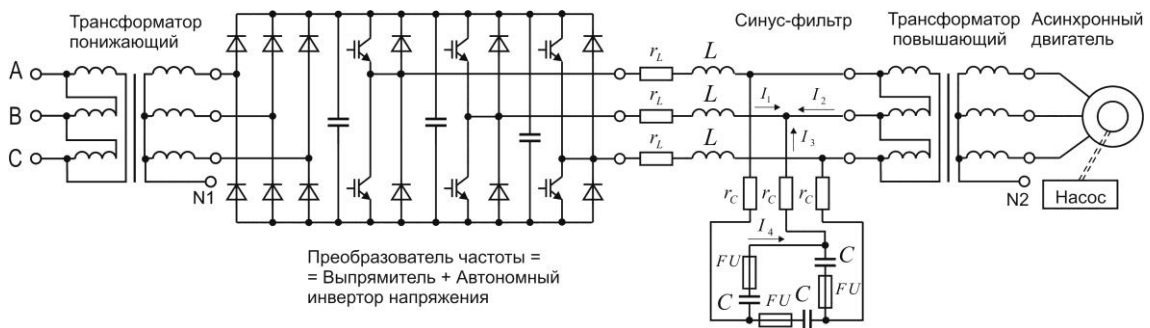 Трансформатор
понижающий
Синус-фильтр
Трансформатор
повышающий
Асинхронный
двигатель
A
B
C
N1
r_L
L
r_L
L
r_L
L
I_1
I_2
I_3
r_C
r_C
r_C
I_4
FU
C
C
FU
C
FU
N2
Насос
Преобразователь частоты =
= Выпрямитель + Автономный
инвертор напряжения